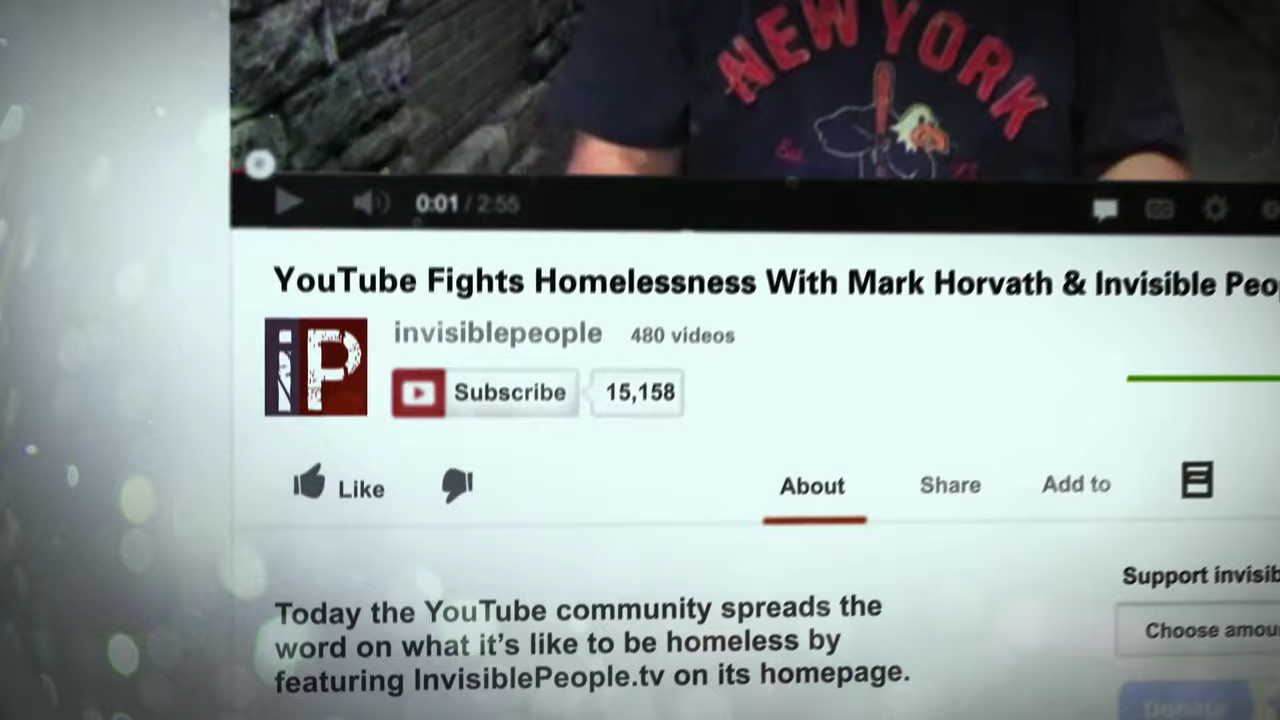 NEW YORK
0:01 / 2:55
YouTube Fights Homelessness With Mark Horvath & Invisible Peo
iP
invisiblepeople 480 videos
Subscribe 15,158
Like
About Share Add to
Support invisib
Choose amou
Donate
Today the YouTube community spreads the
word on what it's like to be homeless by
featuring InvisiblePeople.tv on its homepage.